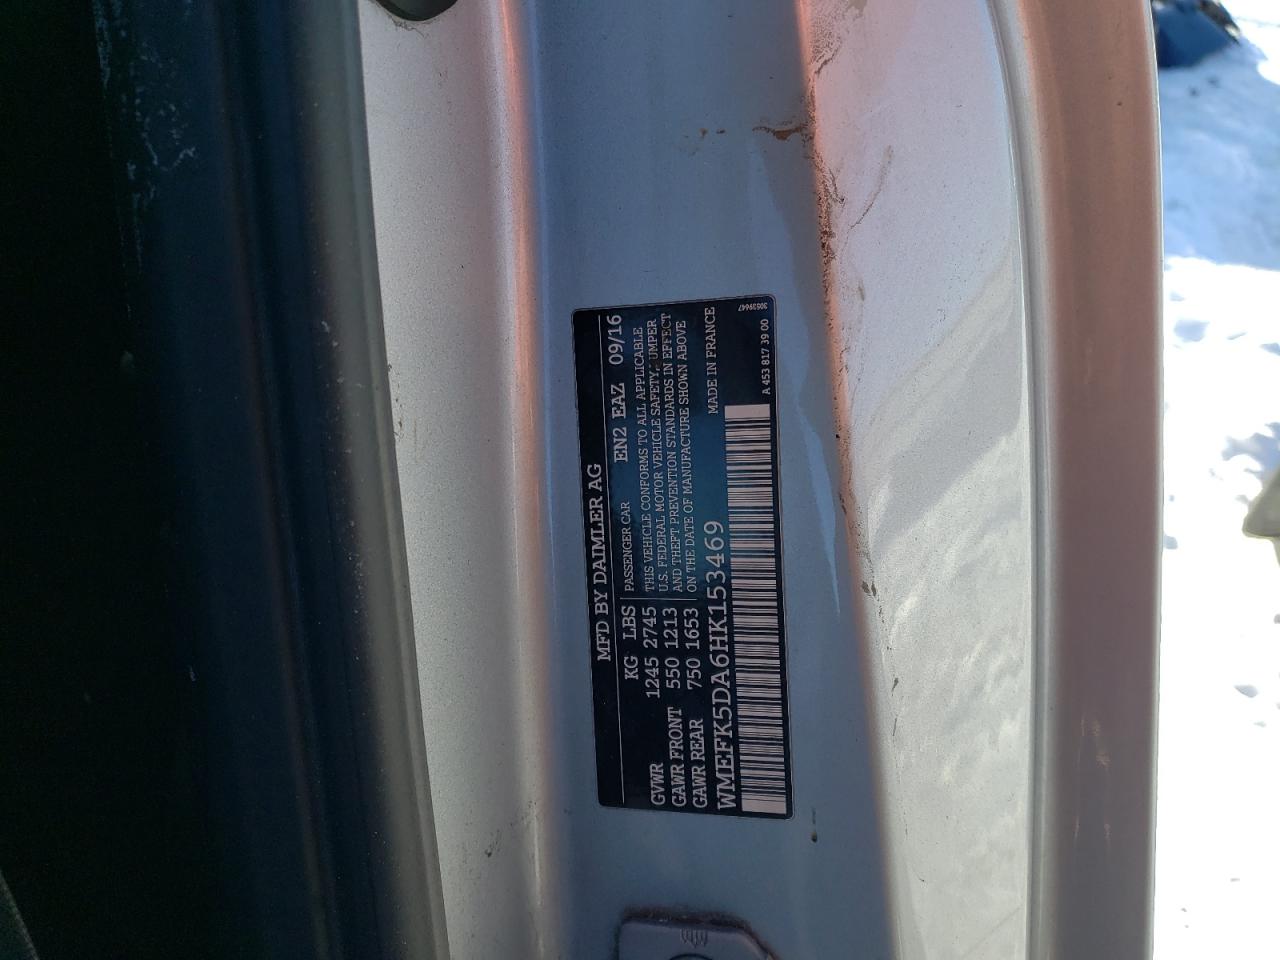 MFD BY DAIMLER AG
KG LBS PASSENGER CAR EN2 EAZ 09/16
GVWR 1245 2745 THIS VEHICLE CONFORMS TO ALL APPLICABLE
GAWR FRONT 550 1213 U.S. FEDERAL MOTOR VEHICLE SAFETY, BUMPER
GAWR REAR 750 1653 AND THEFT PREVENTION STANDARDS IN EFFECT
ON THE DATE OF MANUFACTURE SHOWN ABOVE
WMEFK5DA6HK153469 MADE IN FRANCE
A 453 817 39 00
30539647